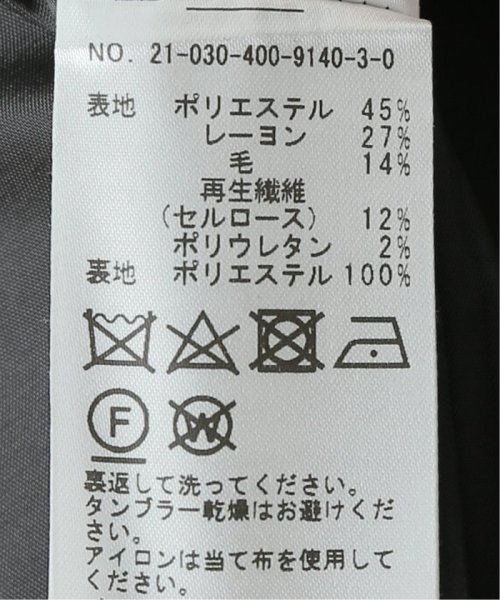 NO. 21-030-400-9140-3-0
表地 ポリエステル 45%
レーヨン 27%
毛 14%
再生繊維
(セルロース) 12%
ポリウレタン 2%
裏地 ポリエステル 100%
F W
裏返して洗ってください。
タンブラー乾燥はお避けくだ
さい。
アイロンは当て布を使用して
ください。